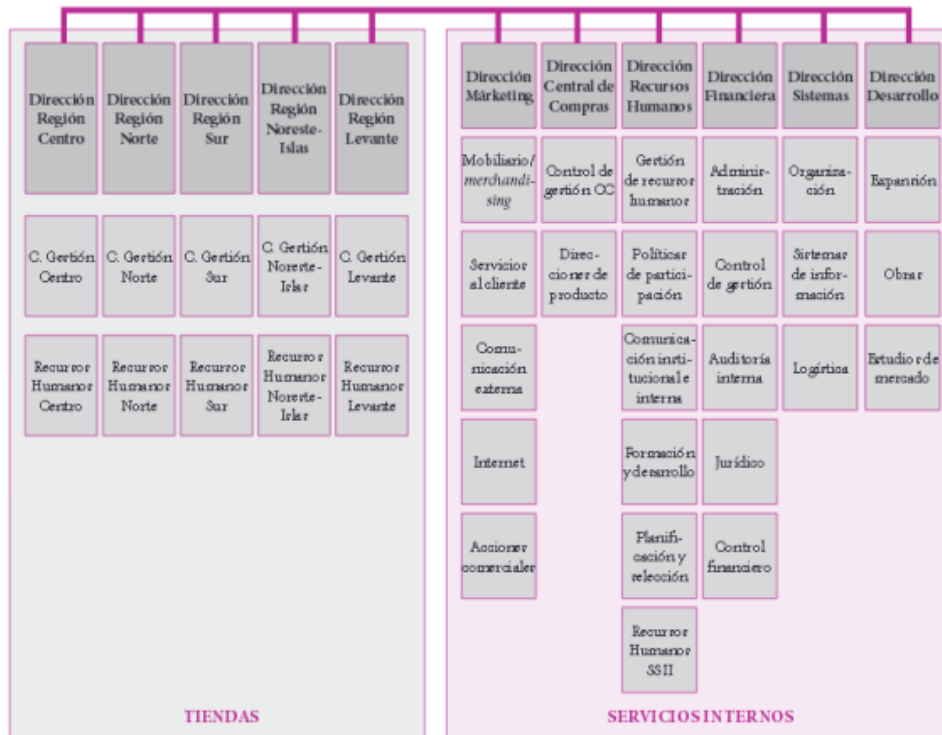 Dirección
Región
Centro
Dirección
Región
Norte
Dirección
Región
Sur
Dirección
Región
Noreste-
Islas
Dirección
Región
Levante
C. Gestión
Centro
C. Gestión
Norte
C. Gestión
Sur
C. Gestión
Noreste-
Islas
C. Gestión
Levante
Recursos
Humanos
Centro
Recursos
Humanos
Norte
Recursos
Humanos
Sur
Recursos
Humanos
Noreste-
Islas
Recursos
Humanos
Levante
TIENDAS
Dirección
Márketing
Dirección
Central de
Compras
Dirección
Recursos
Humanos
Dirección
Financiera
Dirección
Sistemas
Dirección
Desarrollo
Mobiliario/
merchandi-
sing
Control de
gestión CC
Gestión
de recursos
humanos
Adminis-
tración
Organiza-
ción
Expansión
Servicios
al cliente
Direc-
ciones de
producto
Políticas
de partici-
pación
Control
de gestión
Sistemas
de infor-
mación
Obras
Comu-
nicación
externa
Comunica-
ción insti-
tucional e
interna
Auditoría
interna
Logística
Estudios de
mercado
Internet
Formación
y desarrollo
Jurídico
Acciones
comerciales
Planifi-
cación y
selección
Control
financiero
Recursos
Humanos
SSII
SERVICIOS INTERNOS